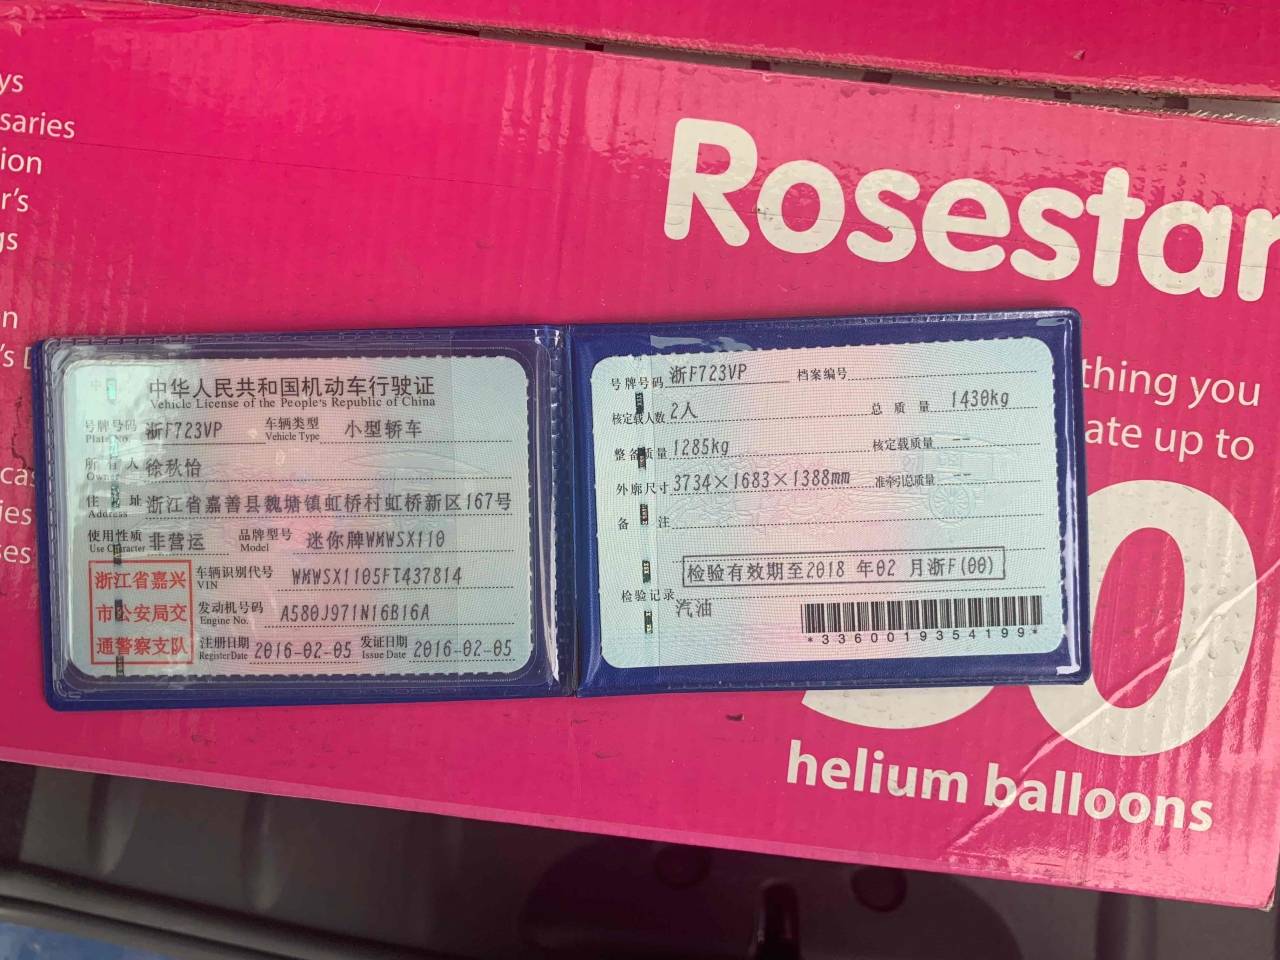 ys
saries
ion
r's
gs
n
's
cas
ies
ses
Rosestar
thing you
ate up to
helium balloons
中华人民共和国机动车行驶证
Vehicle License of the People's Republic of China
号牌号码 浙F723VP 车辆类型 小型轿车
Plate No. Vehicle Type
所有人 徐秋怡
Owner
住址 浙江省嘉善县魏塘镇虹桥村虹桥新区167号
Address
使用性质 非营运 品牌型号 迷你牌WMWSX110
Use Character Model
浙江省嘉兴
市公安局交
通警察支队
车辆识别代号 WMWSX1105FT437814
VIN
发动机号码 A580J971N16B16A
Engine No.
注册日期 2016-02-05 发证日期 2016-02-05
Register Date Issue Date
号牌号码 浙F723VP 档案编号
核定载人数 2人 总质量 1430kg
整备质量 1285kg 核定载质量 --
外廓尺寸 3734×1683×1388mm 准牵引总质量 --
备注
检验有效期至2018 年02 月浙F(00)
检验记录
汽油
*3360019354199*